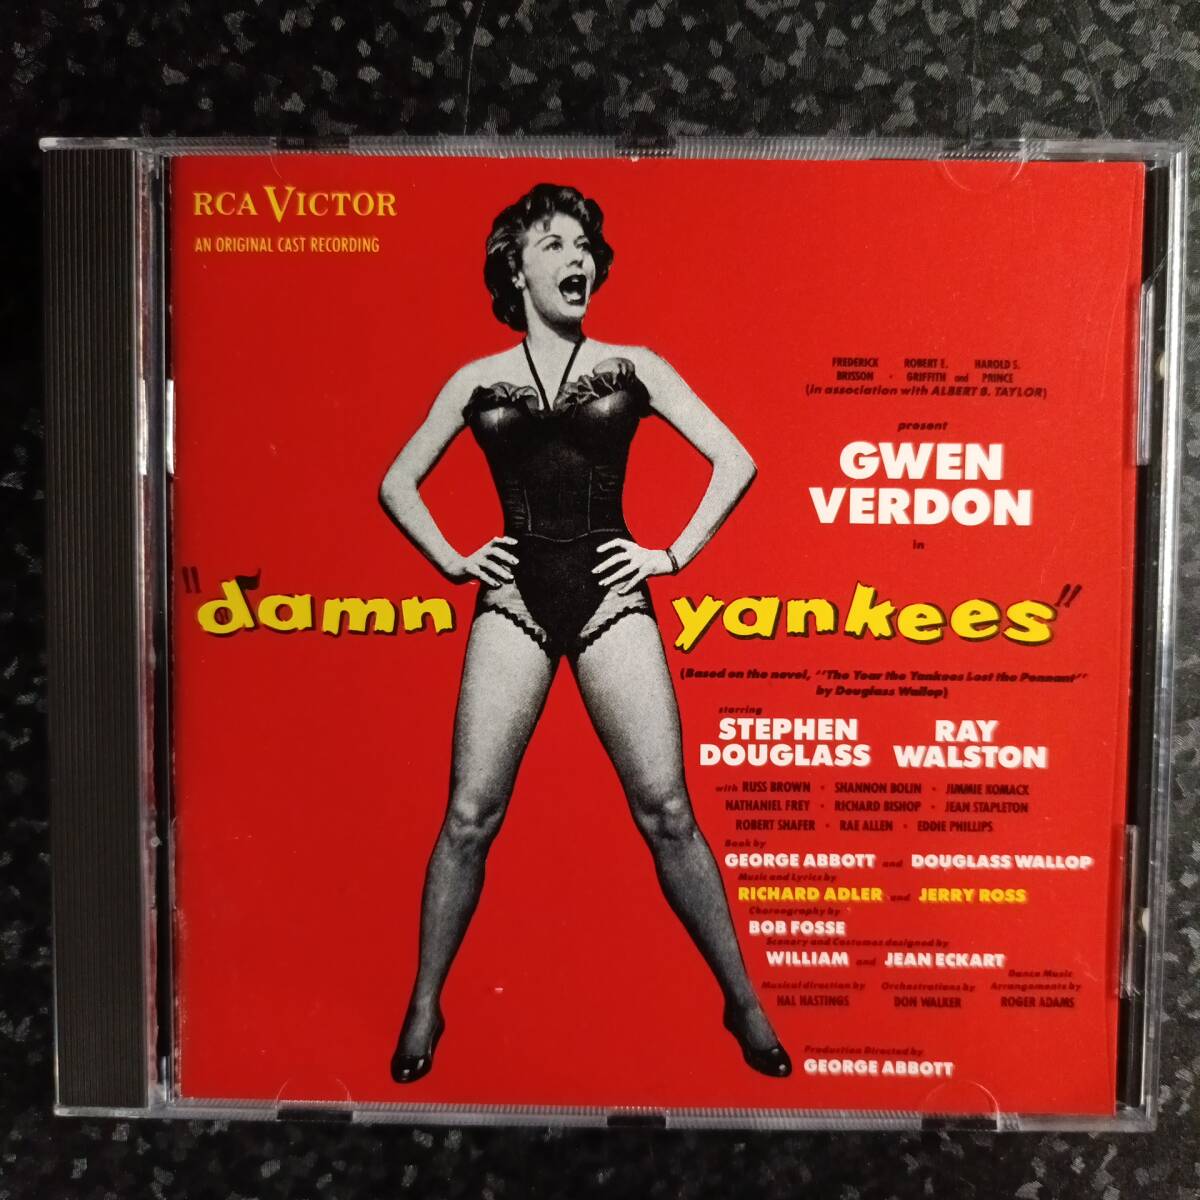 RCA VICTOR
AN ORIGINAL CAST RECORDING
FREDERICK ROBERT E. HAROLD S.
BRISSON • GRIFFITH and PRINCE
(in association with ALBERT B. TAYLOR)
present
GWEN
VERDON
in
"damn yankees"
(Based on the novel, "The Year the Yankees Lost the Pennant"
by Douglass Wallop)
starring
STEPHEN RAY
DOUGLASS WALSTON
with RUSS BROWN • SHANNON BOLIN • JIMMIE KOMACK
NATHANIEL FREY • RICHARD BISHOP • JEAN STAPLETON
ROBERT SHAFER • RAE ALLEN • EDDIE PHILLIPS
Book by
GEORGE ABBOTT and DOUGLASS WALLOP
Music and Lyrics by
RICHARD ADLER and JERRY ROSS
Choreography by
BOB FOSSE
Scenery and Costumes designed by
WILLIAM and JEAN ECKART
Dance Music
Musical direction by Orchestrations by Arrangements by
HAL HASTINGS DON WALKER ROGER ADAMS
Production Directed by
GEORGE ABBOTT